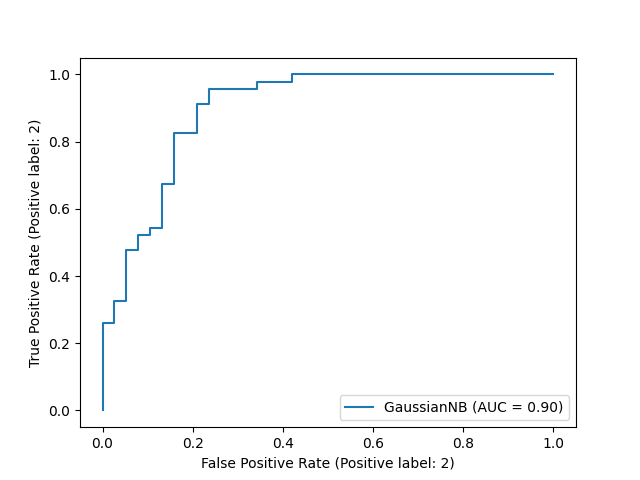 1.0
0.8
0.6
0.4
0.2
0.0
True Positive Rate (Positive label: 2)
GaussianNB (AUC = 0.90)
0.0 0.2 0.4 0.6 0.8 1.0
False Positive Rate (Positive label: 2)